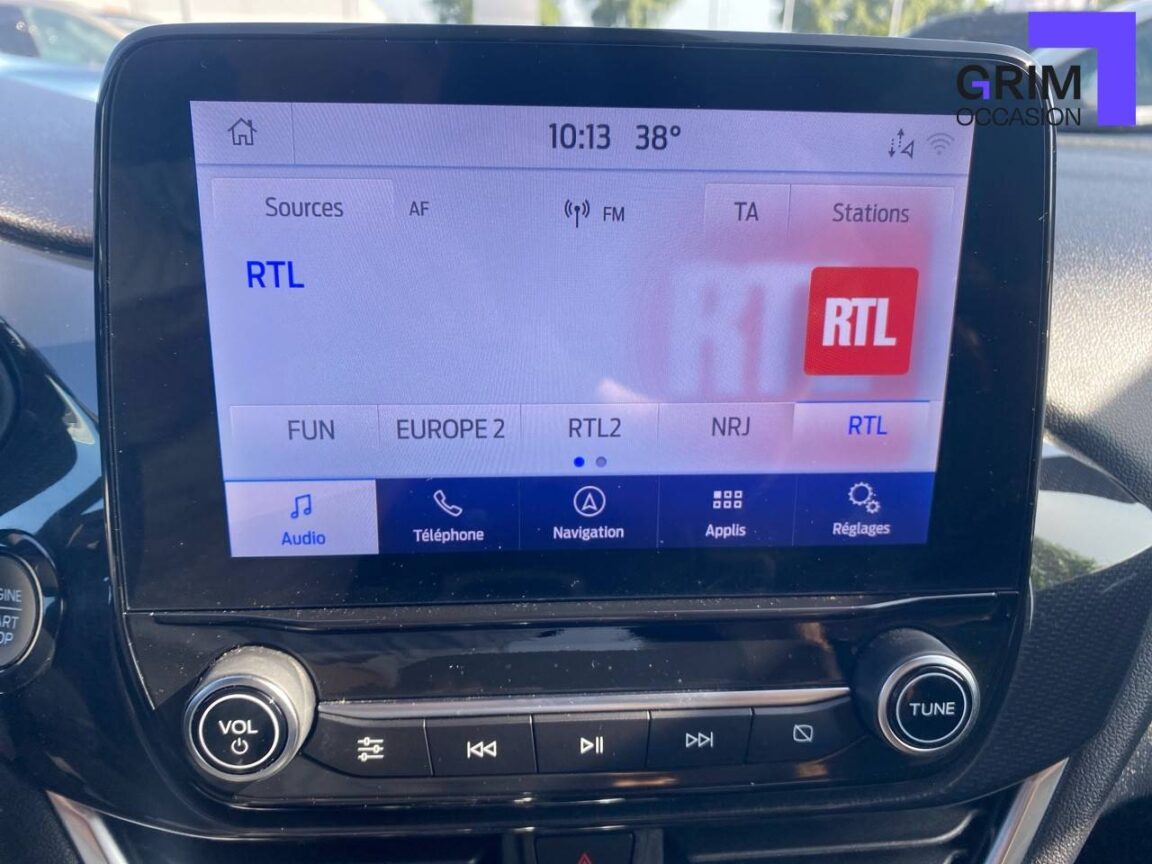 GRIM
OCCASION
10:13 38°
Sources AF FM TA Stations
RTL
RTL
FUN EUROPE 2 RTL2 NRJ RTL
Audio Téléphone Navigation Applis Réglages
VOL
TUNE